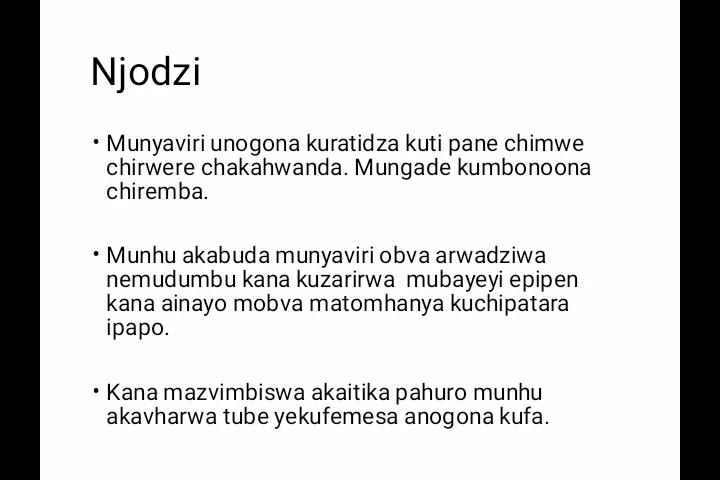 Njodzi
• Munyaviri unogona kuratidza kuti pane chimwe
chirwere chakahwanda. Mungade kumbonoona
chiremba.
• Munhu akabuda munyaviri obva arwadziwa
nemudumbu kana kuzarirwa  mubayeyi epipen
kana ainayo mobva matomhanya kuchipatara
ipapo.
• Kana mazvimbiswa akaitika pahuro munhu
akavharwa tube yekufemesa anogona kufa.